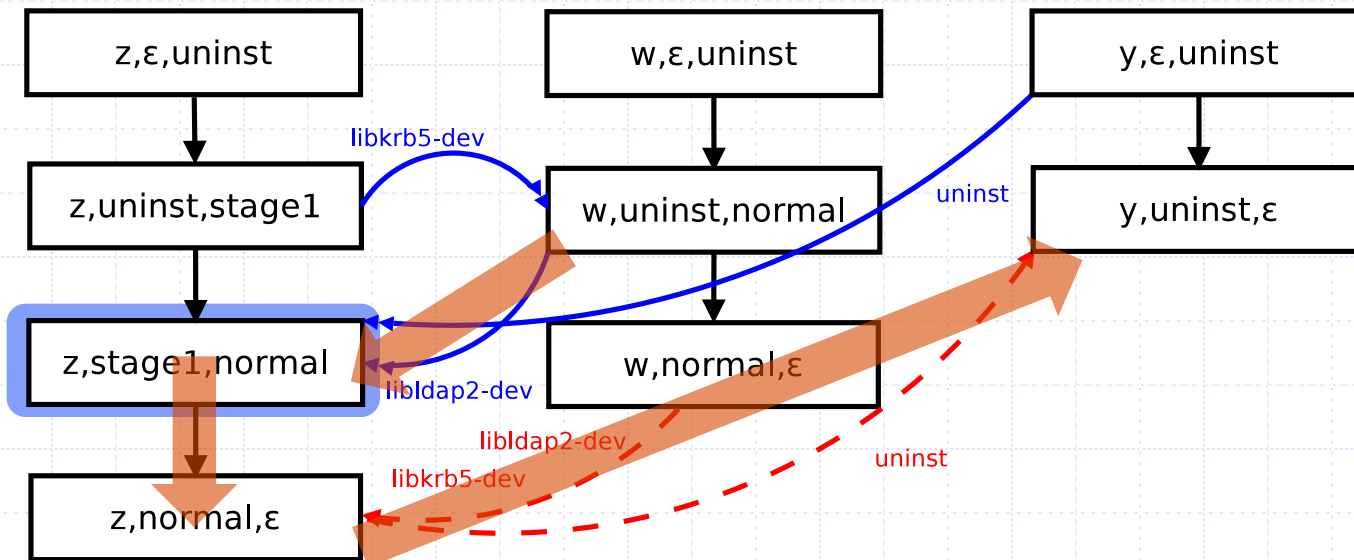 z,ε,uninst
w,ε,uninst
y,ε,uninst
libkrb5-dev
z,uninst,stage1
w,uninst,normal
uninst
y,uninst,ε
z,stage1,normal
w,normal,ε
libldap2-dev
libldap2-dev
uninst
libkrb5-dev
z,normal,ε